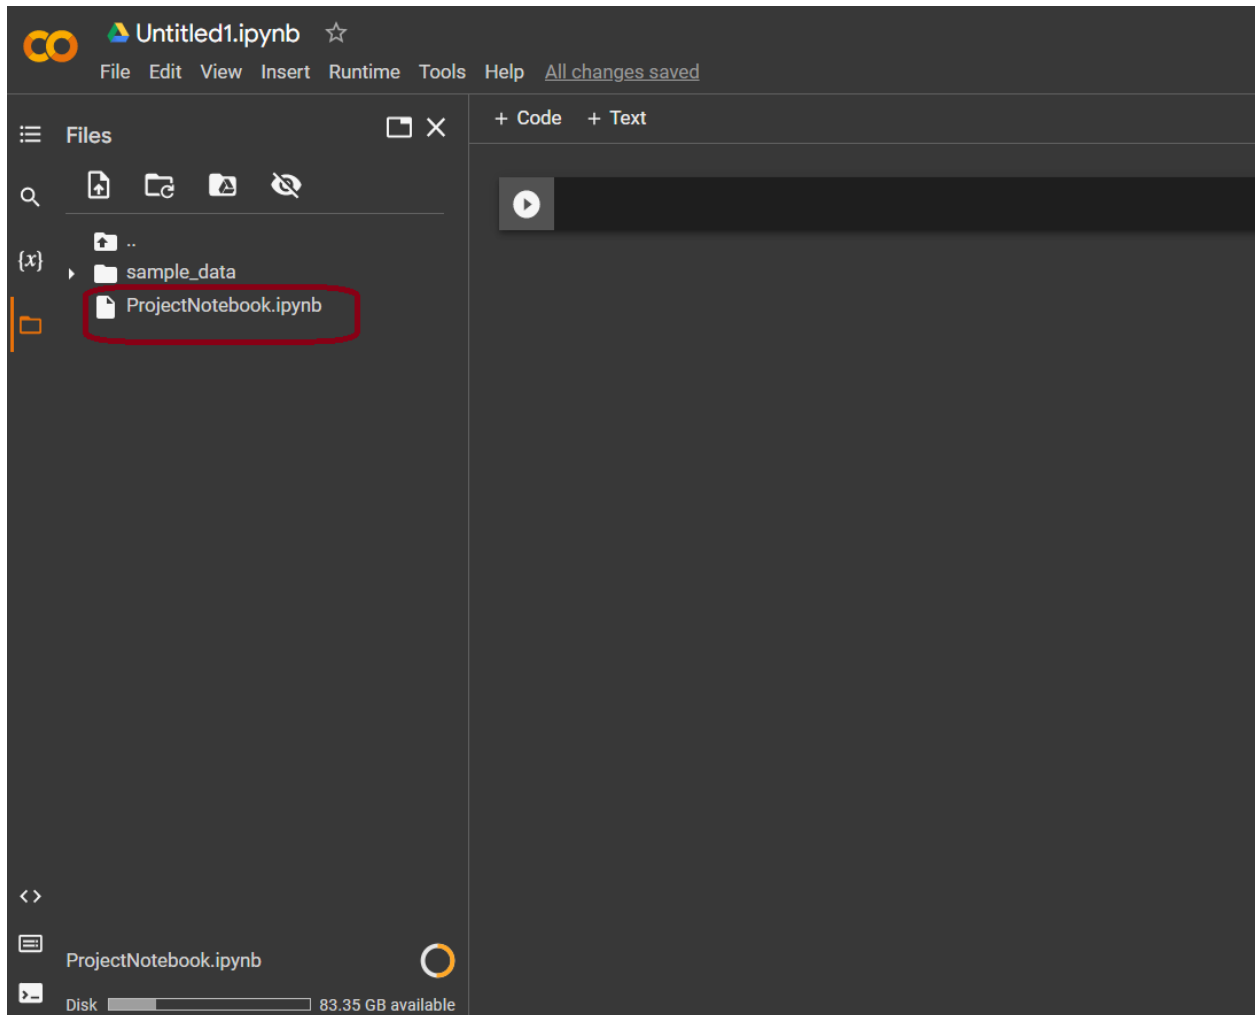 Untitled1.ipynb
File Edit View Insert Runtime Tools Help All changes saved
Files
+ Code + Text
..
{x}
sample_data
ProjectNotebook.ipynb
ProjectNotebook.ipynb
Disk 83.35 GB available